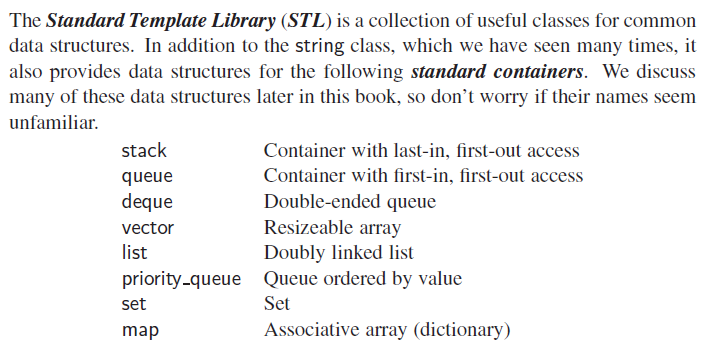 The Standard Template Library (STL) is a collection of useful classes for common
data structures. In addition to the string class, which we have seen many times, it
also provides data structures for the following standard containers. We discuss
many of these data structures later in this book, so don't worry if their names seem
unfamiliar.
stack Container with last-in, first-out access
queue Container with first-in, first-out access
deque Double-ended queue
vector Resizeable array
list Doubly linked list
priority_queue Queue ordered by value
set Set
map Associative array (dictionary)